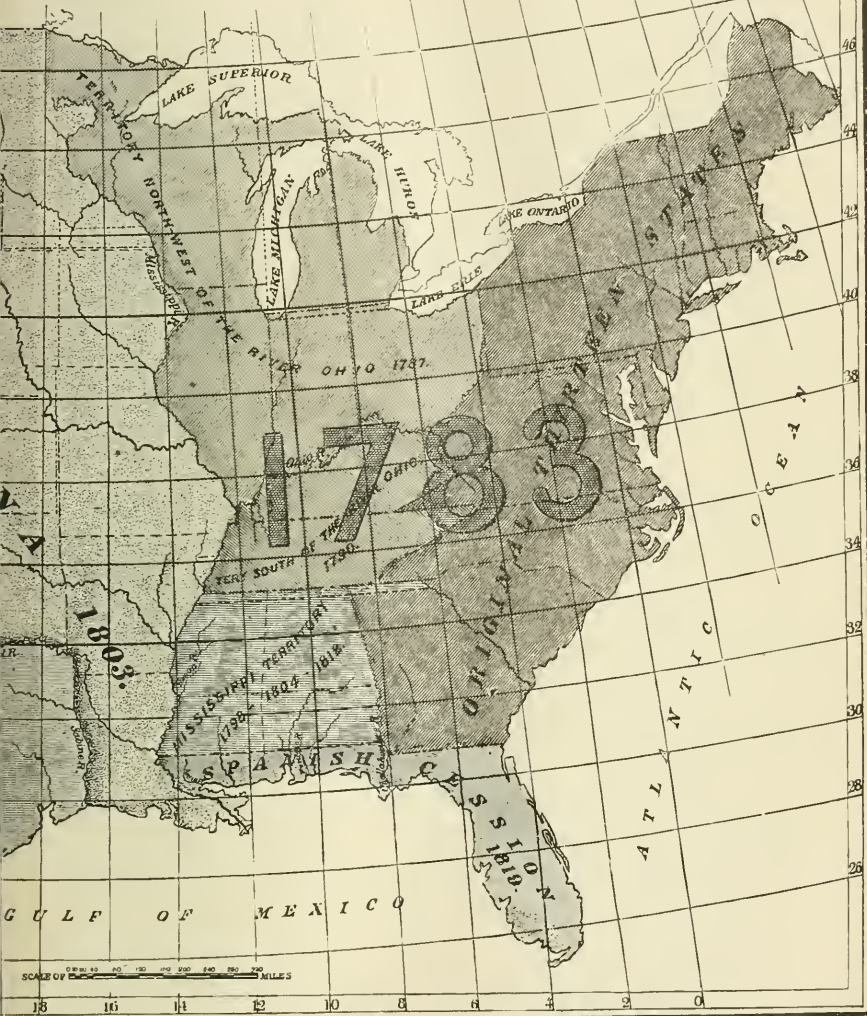 LAKE SUPERIOR
TERRITORY NORTH-WEST OF THE RIVER OHIO 1787.
LAKE HURON
LAKE MICHIGAN
LAKE ONTARIO
LAKE ERIE
Mississippi R.
ORIGINAL THIRTEEN STATES
1783
Ohio R.
TERY SOUTH OF THE RIVER OHIO
1790.
1803.
MISSISSIPPI TERRITORY
1798 - 1804 - 1812.
SPANISH CESSION
1819.
ATLANTIC OCEAN
GULF OF MEXICO
SCALE OF MILES
46
44
42
40
38
36
34
32
30
28
26
18 16 14 12 10 8 6 4 2 0